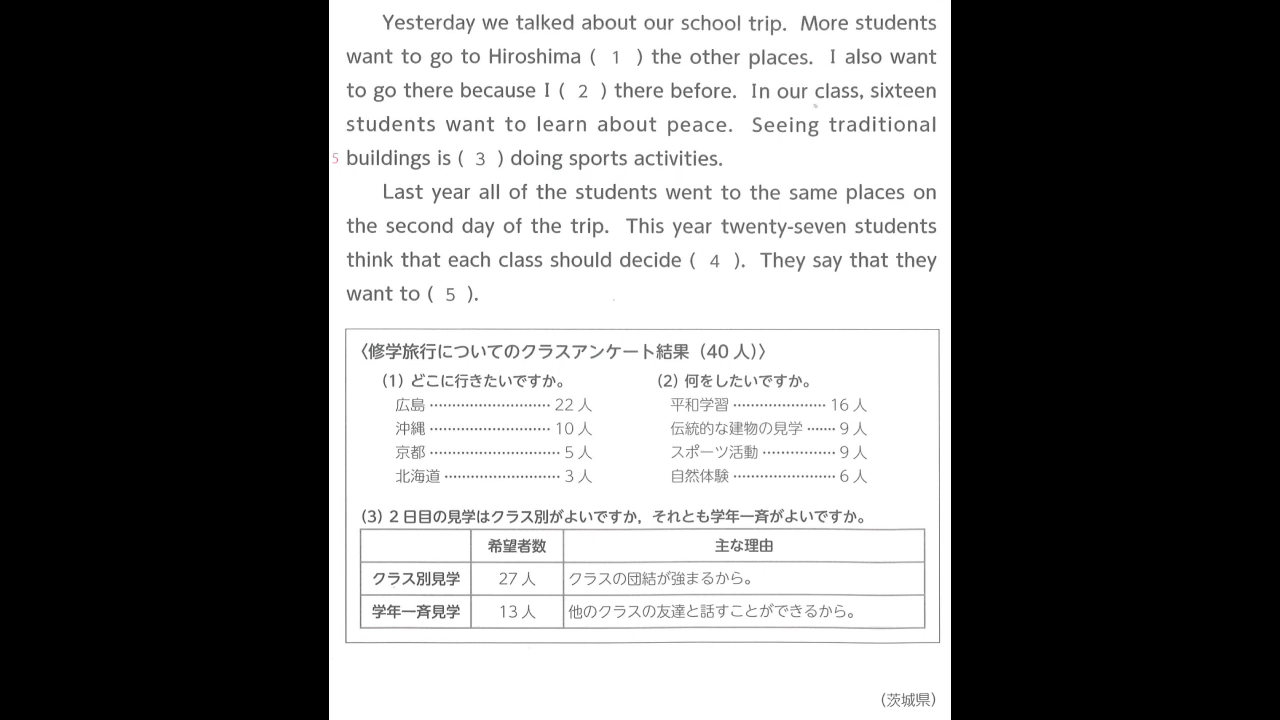 Yesterday we talked about our school trip. More students
want to go to Hiroshima ( 1 ) the other places. I also want
to go there because I ( 2 ) there before. In our class, sixteen
students want to learn about peace. Seeing traditional
5 buildings is ( 3 ) doing sports activities.
Last year all of the students went to the same places on
the second day of the trip. This year twenty-seven students
think that each class should decide ( 4 ). They say that they
want to ( 5 ).
〈修学旅行についてのクラスアンケート結果（40人）〉
(1) どこに行きたいですか。
広島 ………………………… 22人
沖縄 ………………………… 10人
京都 ………………………… 5人
北海道 ……………………… 3人
(2) 何をしたいですか。
平和学習 ………………… 16人
伝統的な建物の見学 ……… 9人
スポーツ活動 ……………… 9人
自然体験 …………………… 6人
(3) 2日目の見学はクラス別がよいですか，それとも学年一斉がよいですか。
希望者数 主な理由
クラス別見学 27人 クラスの団結が強まるから。
学年一斉見学 13人 他のクラスの友達と話すことができるから。
（茨城県）